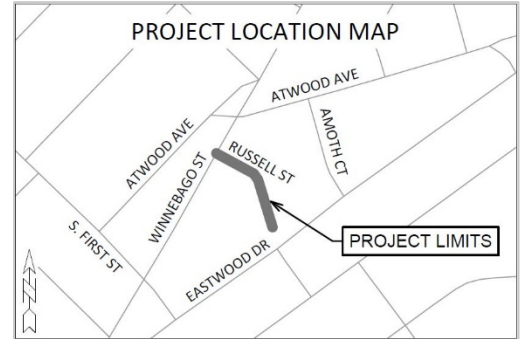 PROJECT LOCATION MAP
ATWOOD AVE
ATWOOD AVE
AMOTH CT
RUSSELL ST
WINNEBAGO ST
S. FIRST ST
PROJECT LIMITS
EASTWOOD DR
N